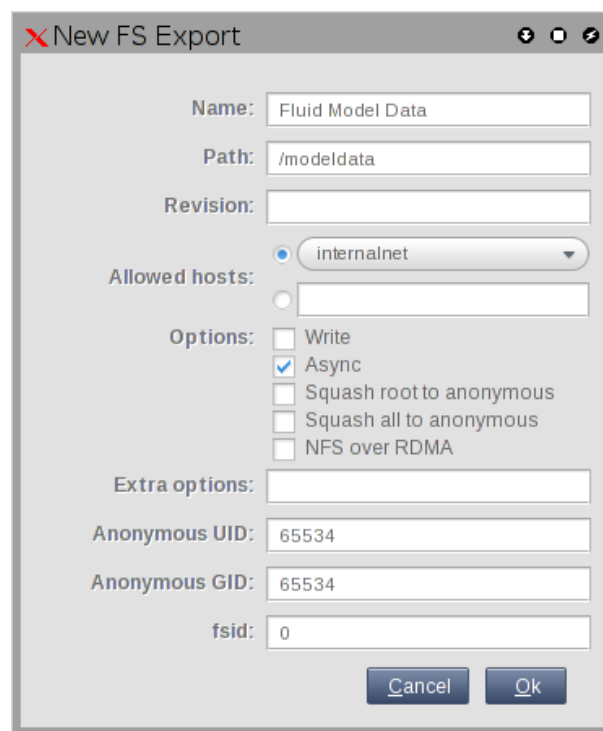 New FS Export
Name: Fluid Model Data
Path: /modeldata
Revision:
Allowed hosts: internalnet
Options: Write
Async
Squash root to anonymous
Squash all to anonymous
NFS over RDMA
Extra options:
Anonymous UID: 65534
Anonymous GID: 65534
fsid: 0
Cancel Ok